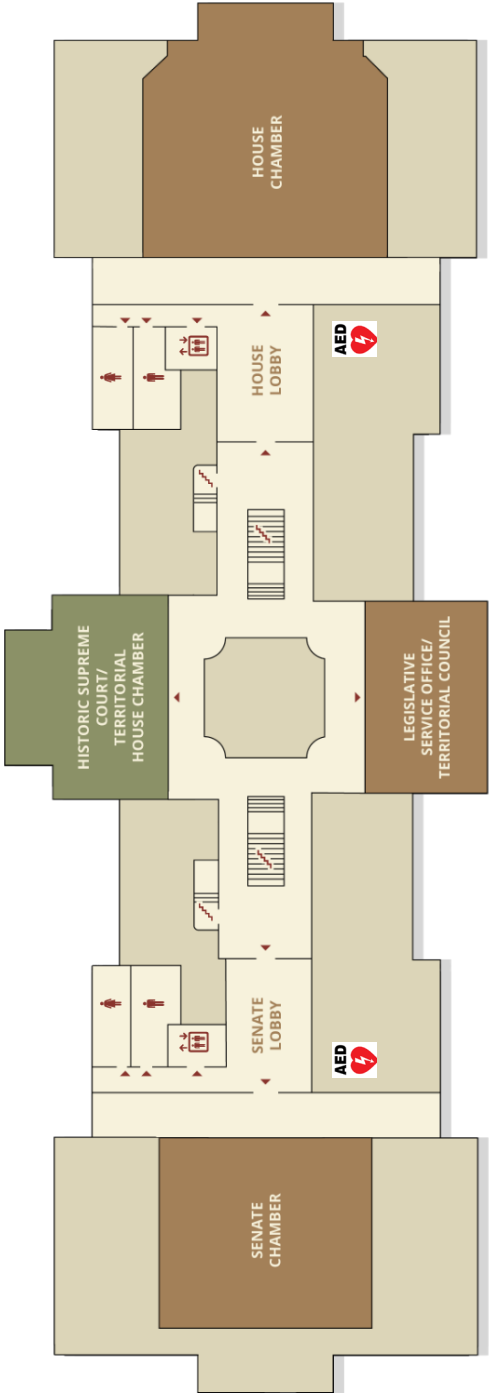 HOUSE
CHAMBER
AED
HOUSE
LOBBY
HISTORIC SUPREME
COURT/
TERRITORIAL
HOUSE CHAMBER
LEGISLATIVE
SERVICE OFFICE/
TERRITORIAL COUNCIL
SENATE
LOBBY
AED
SENATE
CHAMBER